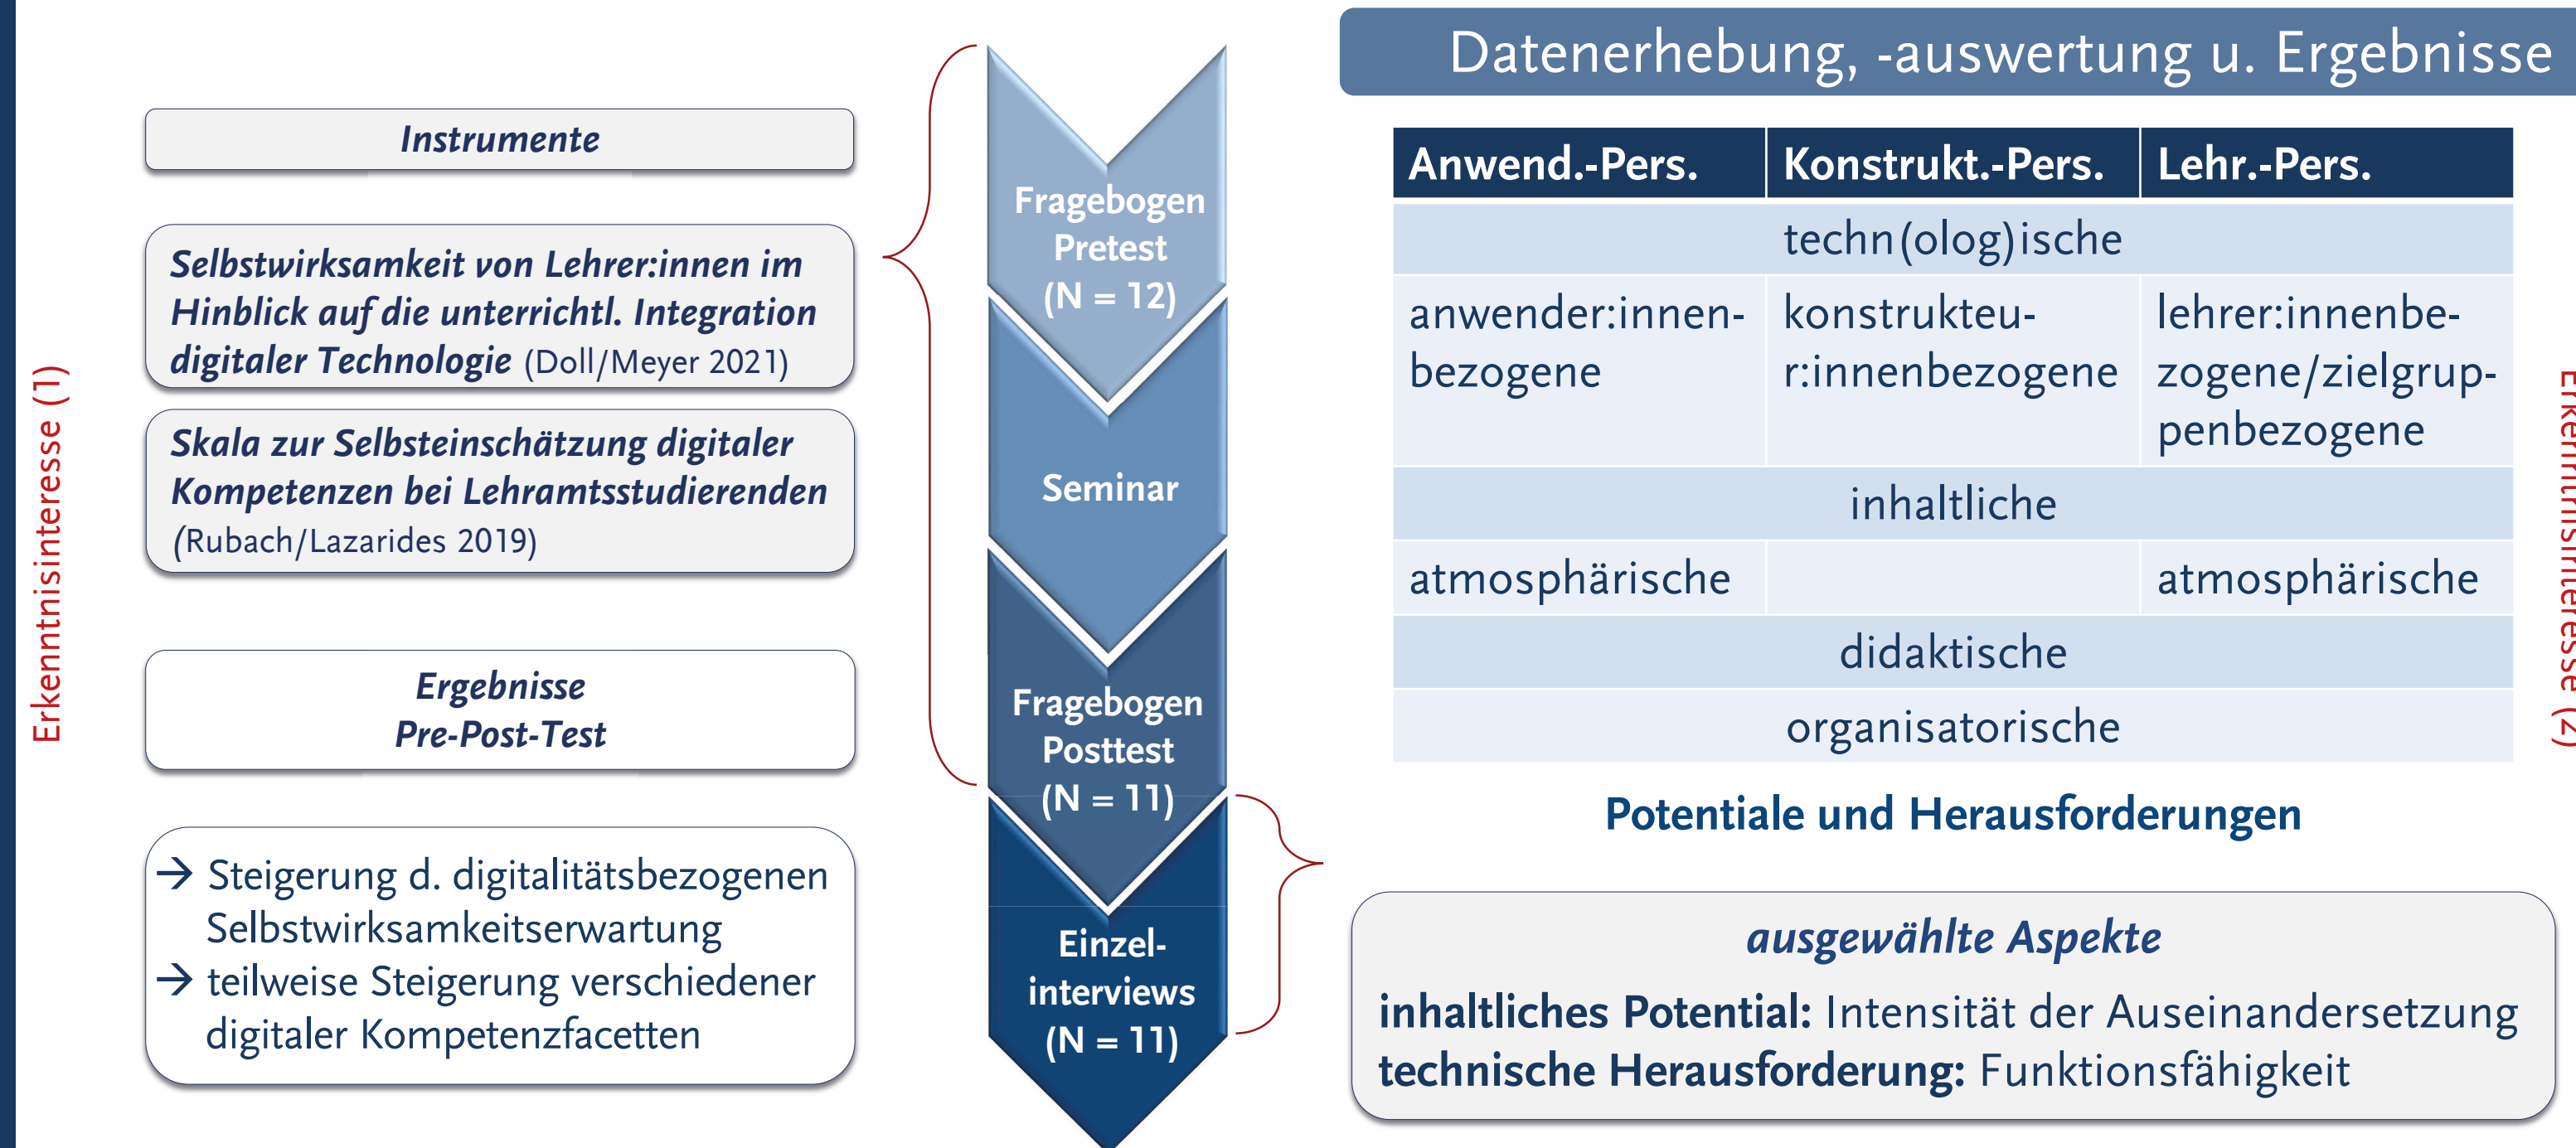 Datenerhebung, -auswertung u. Ergebnisse
Erkenntnisinteresse (1)
Instrumente
Selbstwirksamkeit von Lehrer:innen im
Hinblick auf die unterrichtl. Integration
digitaler Technologie (Doll/Meyer 2021)
Skala zur Selbsteinschätzung digitaler
Kompetenzen bei Lehramtsstudierenden
(Rubach/Lazarides 2019)
Ergebnisse
Pre-Post-Test
→ Steigerung d. digitalitätsbezogenen
Selbstwirksamkeitserwartung
→ teilweise Steigerung verschiedener
digitaler Kompetenzfacetten
Fragebogen
Pretest
(N = 12)
Seminar
Fragebogen
Posttest
(N = 11)
Einzel-
interviews
(N = 11)
Anwend.-Pers. Konstrukt.-Pers. Lehr.-Pers.
techn(olog)ische
anwender:innen- konstrukteu- lehrer:innenbe-
bezogene r:innenbezogene zogene/zielgrup-
penbezogene
inhaltliche
atmosphärische atmosphärische
didaktische
organisatorische
Potentiale und Herausforderungen
ausgewählte Aspekte
inhaltliches Potential: Intensität der Auseinandersetzung
technische Herausforderung: Funktionsfähigkeit
Erkenntnisinteresse (2)